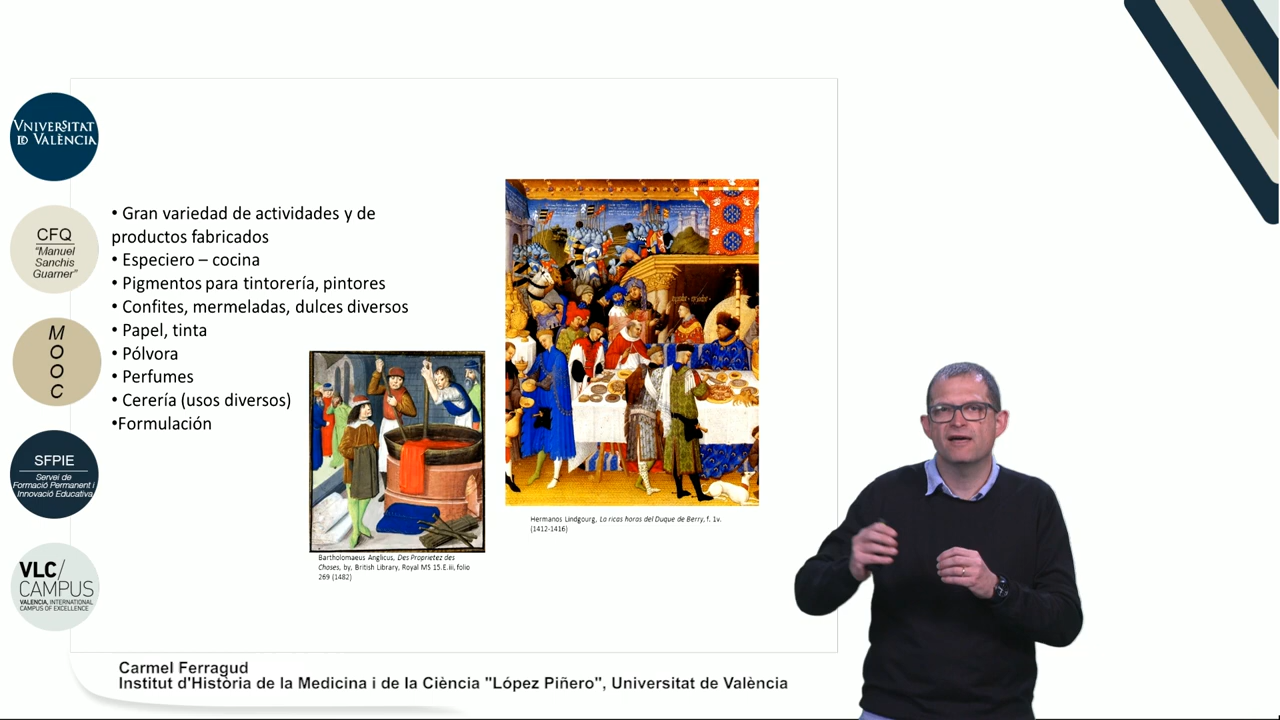 VNIVERSITAT
ID VALÈNCIA
CFQ
"Manuel
Sanchis
Guarner"
M
O
O
C
SFPIE
Servei de
Formació Permanent i
Innovació Educativa
VLC/
CAMPUS
VALENCIA, INTERNATIONAL
CAMPUS OF EXCELLENCE
• Gran variedad de actividades y de
productos fabricados
• Especiero – cocina
• Pigmentos para tintorería, pintores
• Confites, mermeladas, dulces diversos
• Papel, tinta
• Pólvora
• Perfumes
• Cerería (usos diversos)
•Formulación
Bartholomaeus Anglicus, Des Proprietez des
Choses, by, British Library, Royal MS 15.E.iii, folio
269 (1482)
Hermanos Lindgourg, La ricas horas del Duque de Berry, f. 1v.
(1412-1416)
Carmel Ferragud
Institut d'Història de la Medicina i de la Ciència "López Piñero", Universitat de València